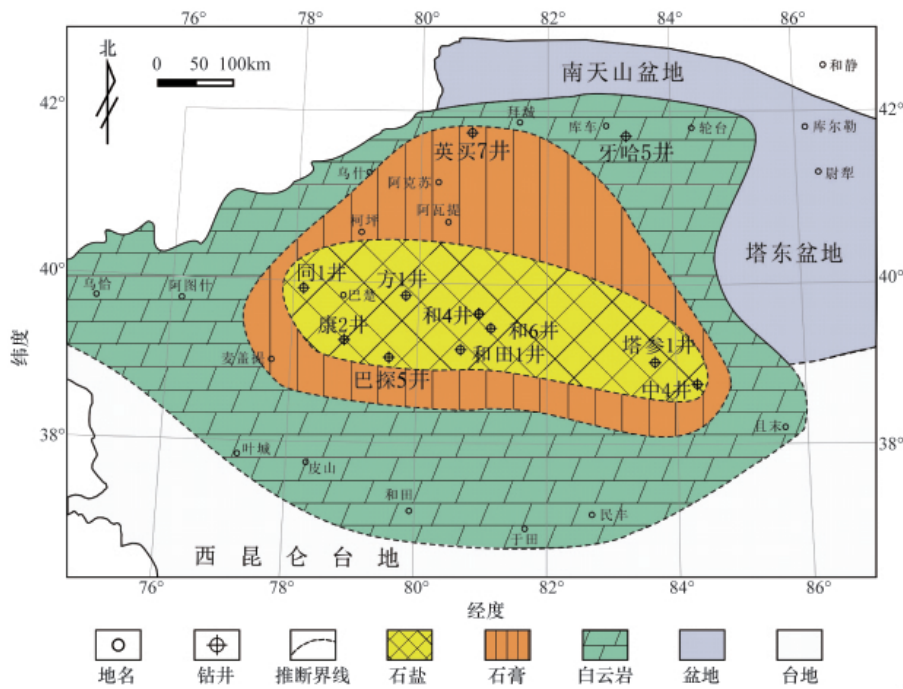 76° 78° 80° 82° 84° 86°
北
0 50 100km
南天山盆地
和静
42° 42°
拜城
库车
轮台
库尔勒
英买7井
牙哈5井
乌什
阿克苏
尉犁
阿瓦提
柯坪
塔东盆地
40° 40°
同1井
方1井
乌恰
阿图什
巴楚
和4井
康2井
和6井
和田1井
塔参1井
麦盖提
巴探5井
中4井
纬度
38° 38°
且末
叶城
皮山
和田
民丰
于田
西昆仑台地
76° 78° 80° 82° 84° 86°
经度
地名 钻井 推断界线 石盐 石膏 白云岩 盆地 台地